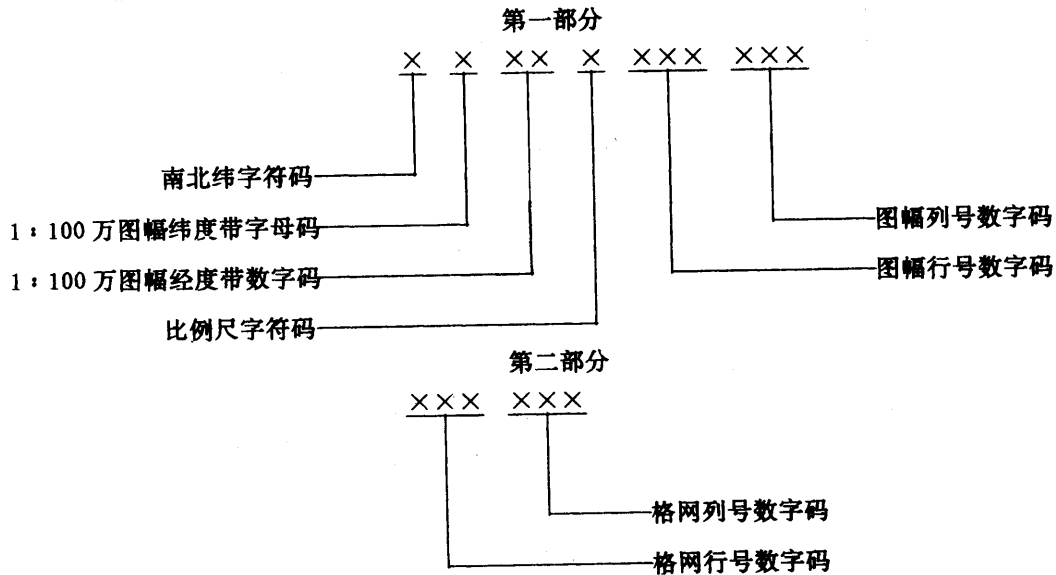 第一部分
× × ×× × ××× ×××
南北纬字符码
1:100万图幅纬度带字母码
图幅列号数字码
1:100万图幅经度带数字码
图幅行号数字码
比例尺字符码
第二部分
××× ×××
格网列号数字码
格网行号数字码